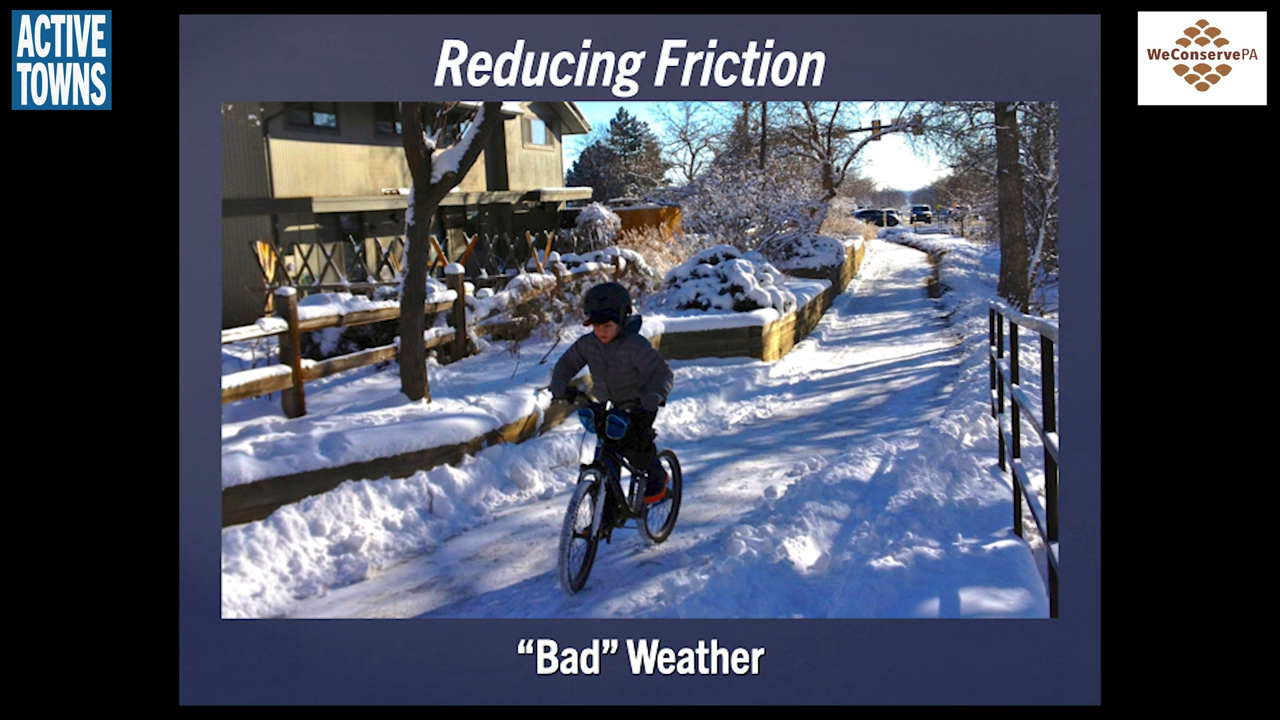 ACTIVE
TOWNS
Reducing Friction
WeConservePA
“Bad” Weather